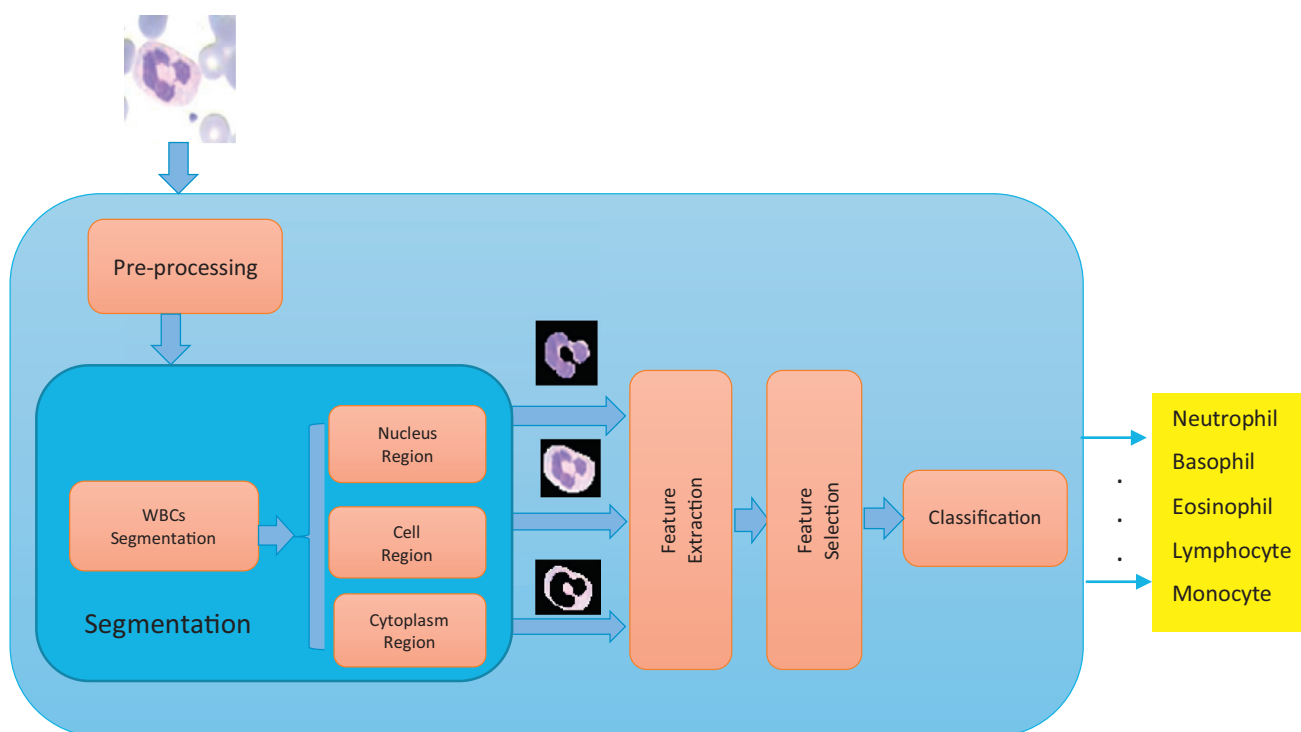 Pre-processing
WBCs
Segmentation
Segmentation
Nucleus
Region
Cell
Region
Cytoplasm
Region
Feature
Extraction
Feature
Selection
Classification
Neutrophil
Basophil
Eosinophil
Lymphocyte
Monocyte